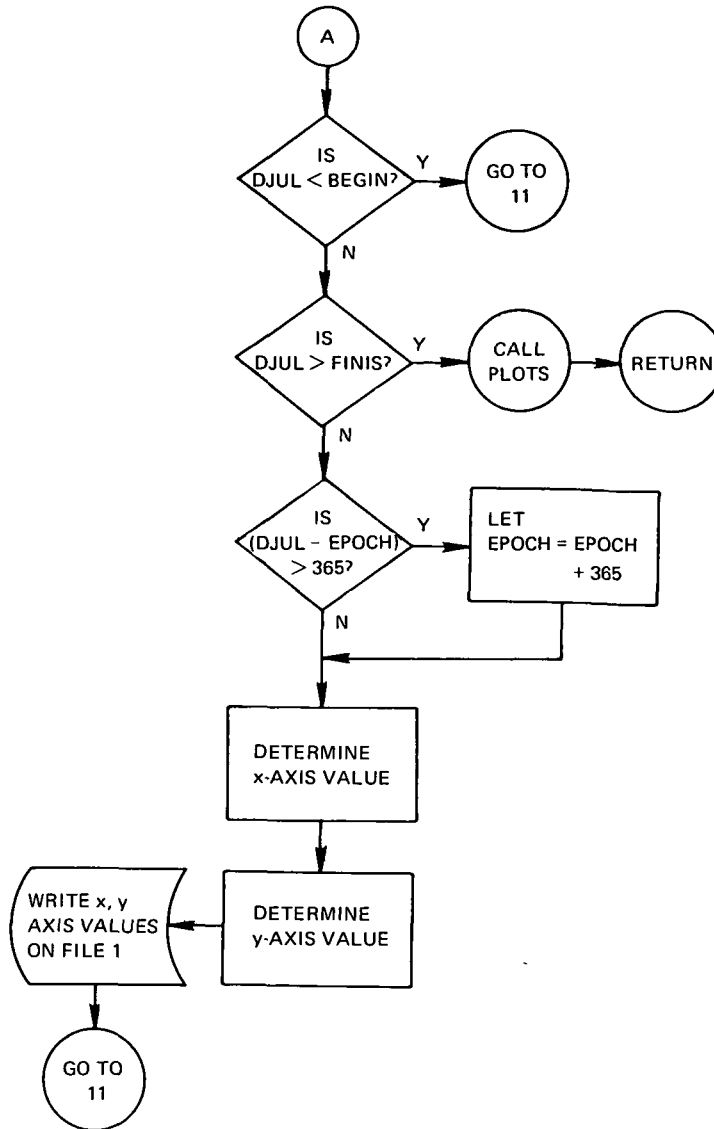 A
IS
DJUL < BEGIN?
Y
GO TO
11
N
IS
DJUL > FINIS?
Y
CALL
PLOTS
RETURN
N
IS
(DJUL - EPOCH)
> 365?
Y
LET
EPOCH = EPOCH
+ 365
N
DETERMINE
x-AXIS VALUE
DETERMINE
y-AXIS VALUE
WRITE x, y
AXIS VALUES
ON FILE 1
GO TO
11